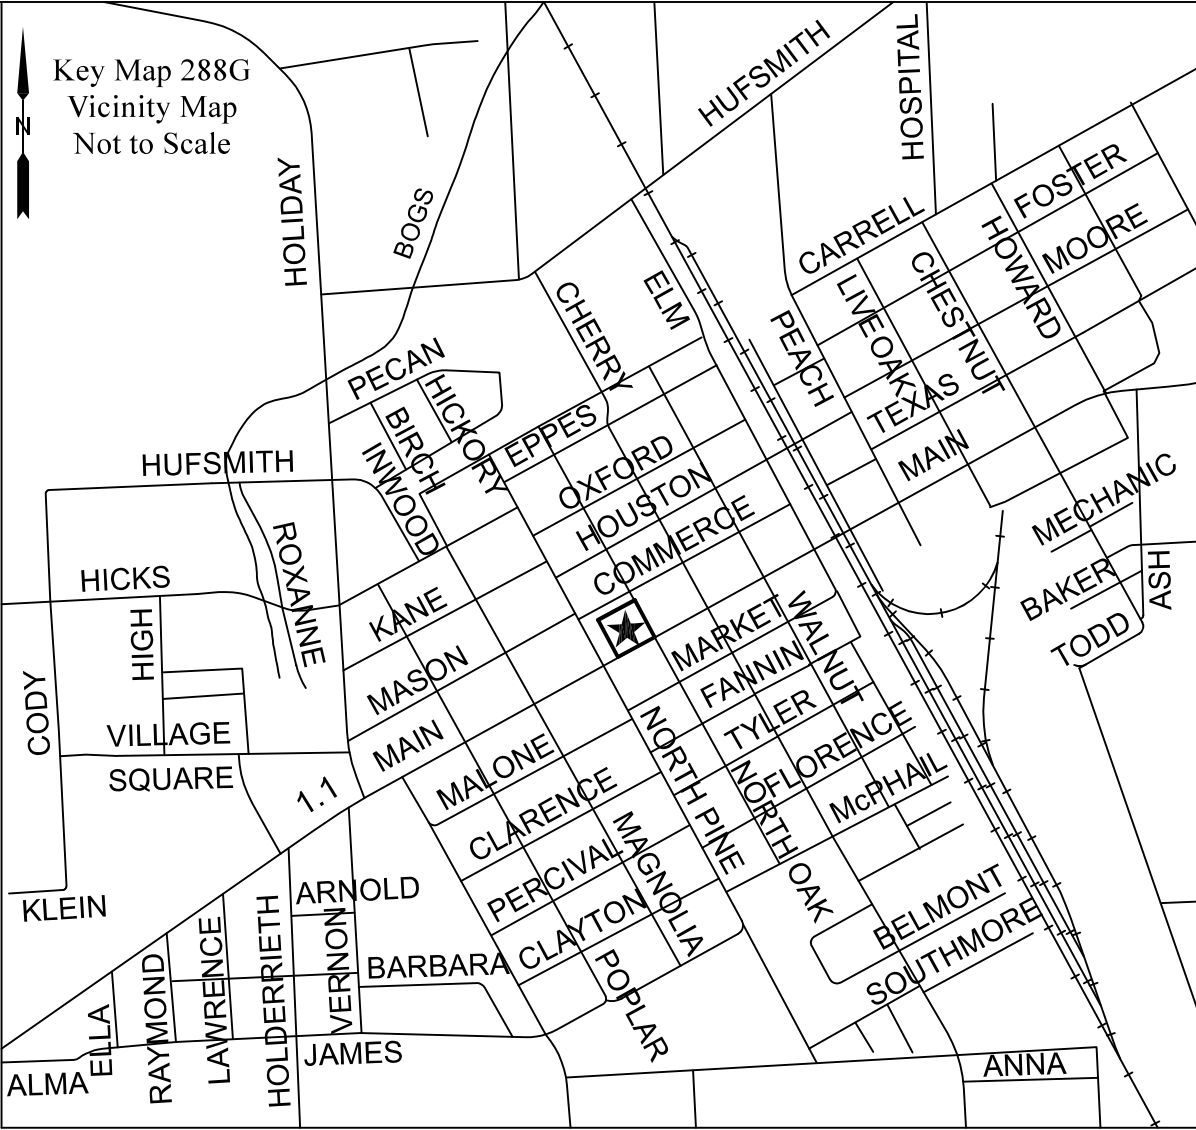 Key Map 288G
Vicinity Map
Not to Scale
N
HUFSMITH
HOSPITAL
HOLIDAY
BOGS
FOSTER
CARRELL
MOORE
HOWARD
CHESTNUT
LIVEOAK
ELM
CHERRY
PEACH
PECAN
HICKORY
BIRCH
INWOOD
EPPES
TEXAS
MAIN
HUFSMITH
OXFORD
HOUSTON
COMMERCE
MECHANIC
ROXANNE
HICKS
HIGH
KANE
BAKER
ASH
TODD
MARKET
WALNUT
MASON
FANNIN
CODY
VILLAGE
SQUARE
MAIN
TYLER
FLORENCE
NORTH PINE
NORTH OAK
MALONE
McPHAIL
1.1
CLARENCE
MAGNOLIA
PERCIVAL
ARNOLD
KLEIN
BELMONT
CLAYTON
SOUTHMORE
VERNON
HOLDERRIETH
LAWRENCE
RAYMOND
ELLA
BARBARA
POPLAR
JAMES
ANNA
ALMA